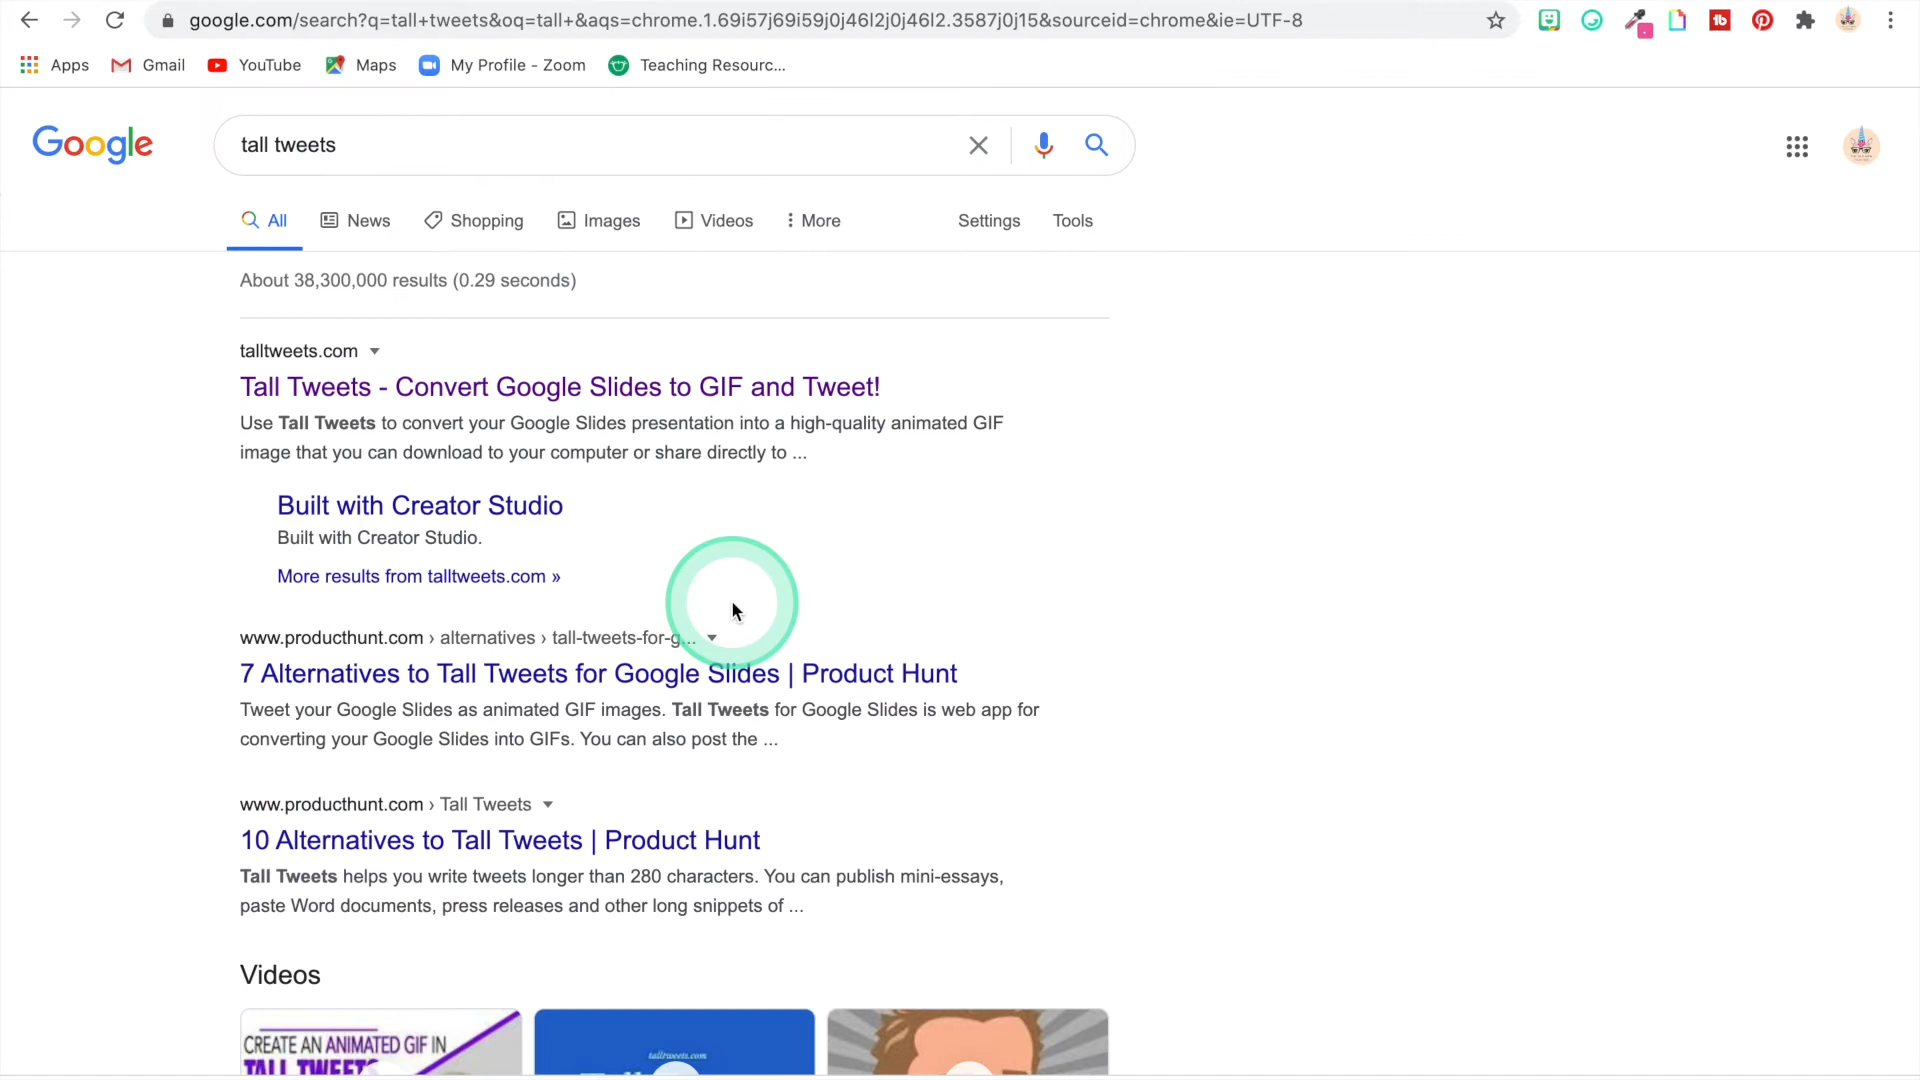 google.com/search?q=tall+tweets&oq=tall+&aqs=chrome.1.69i57j69i59j0j46l2j0j46l2.3587j0j15&sourceid=chrome&ie=UTF-8
Apps Gmail YouTube Maps My Profile - Zoom Teaching Resourc...
Google
tall tweets
All News Shopping Images Videos More Settings Tools
About 38,300,000 results (0.29 seconds)
talltweets.com
Tall Tweets - Convert Google Slides to GIF and Tweet!
Use Tall Tweets to convert your Google Slides presentation into a high-quality animated GIF
image that you can download to your computer or share directly to ...
Built with Creator Studio
Built with Creator Studio.
More results from talltweets.com »
www.producthunt.com › alternatives › tall-tweets-for-g...
7 Alternatives to Tall Tweets for Google Slides | Product Hunt
Tweet your Google Slides as animated GIF images. Tall Tweets for Google Slides is web app for
converting your Google Slides into GIFs. You can also post the ...
www.producthunt.com › Tall Tweets
10 Alternatives to Tall Tweets | Product Hunt
Tall Tweets helps you write tweets longer than 280 characters. You can publish mini-essays,
paste Word documents, press releases and other long snippets of ...
Videos
CREATE AN ANIMATED GIF IN
TALL TWEETS
talltweets.com